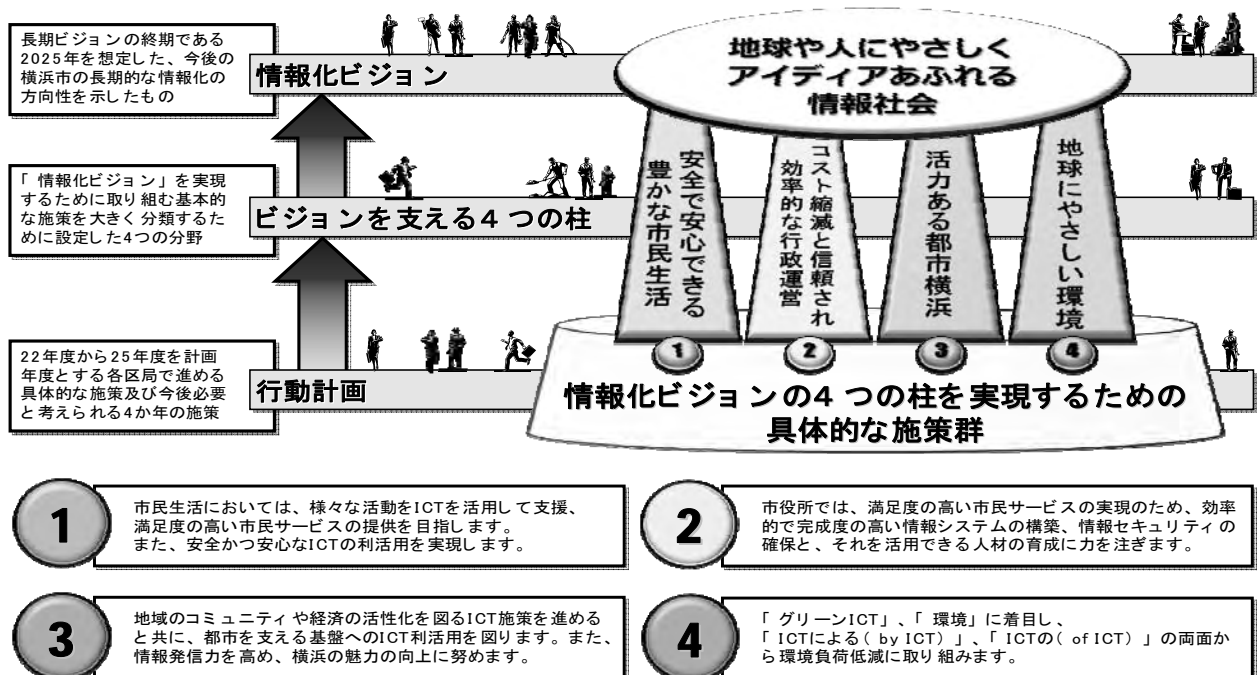 長期ビジョンの終期である
2025年を想定した、今後の
横浜市の長期的な情報化の
方向性を示したもの
情報化ビジョン
地球や人にやさしく
アイディアあふれる
情報社会
「情報化ビジョン」を実現
するために取り組む基本的
な施策を大きく分類するた
めに設定した4つの分野
ビジョンを支える4つの柱
安全で安心できる
豊かな市民生活
コスト縮減と信頼され
効率的な行政運営
活力ある都市横浜
地球にやさしい環境
1
2
3
4
22年度から25年度を計画
年度とする各区局で進める
具体的な施策及び今後必要
と考えられる4か年の施策
行動計画
情報化ビジョンの4つの柱を実現するための
具体的な施策群
1
市民生活においては、様々な活動をICTを活用して支援、
満足度の高い市民サービスの提供を目指します。
また、安全かつ安心なICTの利活用を実現します。
2
市役所では、満足度の高い市民サービスの実現のため、効率
的で完成度の高い情報システムの構築、情報セキュリティの
確保と、それを活用できる人材の育成に力を注ぎます。
3
地域のコミュニティや経済の活性化を図るICT施策を進める
と共に、都市を支える基盤へのICT利活用を図ります。また、
情報発信力を高め、横浜の魅力の向上に努めます。
4
「グリーンICT」、「環境」に着目し、
「ICTによる(by ICT)」、「ICTの(of ICT)」の両面か
ら環境負荷低減に取り組みます。